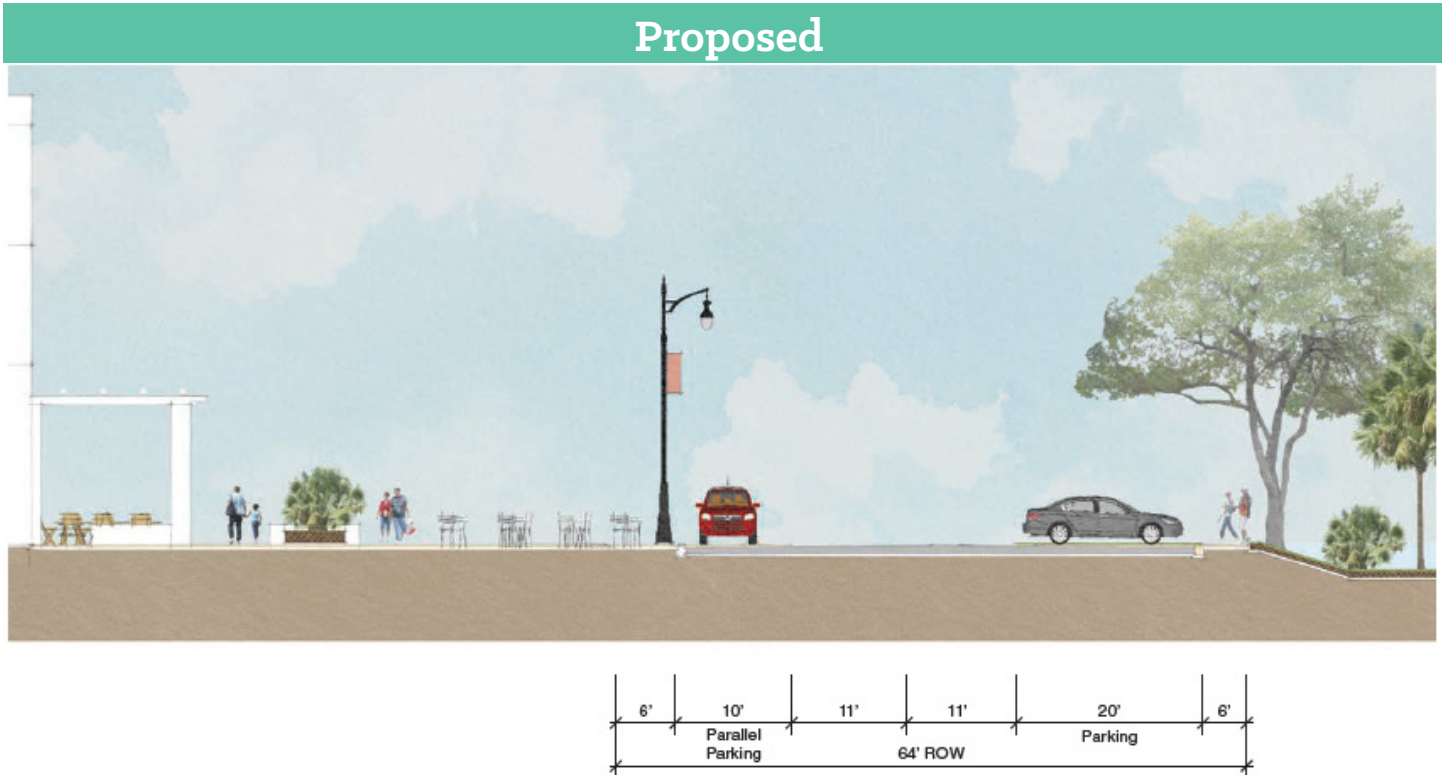 Proposed
6' 10' 11' 11' 20' 6'
Parallel
Parking
Parking
64' ROW